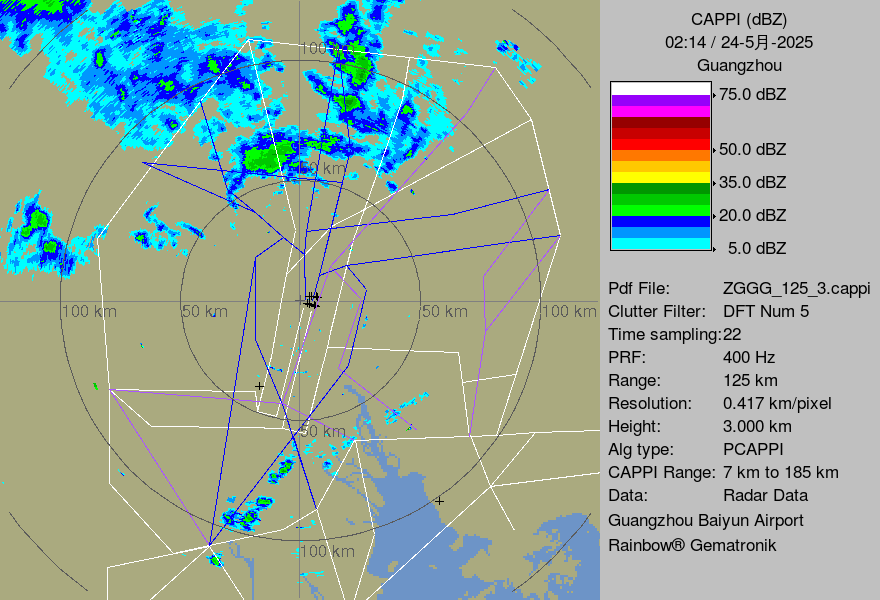 CAPPI (dBZ)
02:14 / 24-5月-2025
Guangzhou
75.0 dBZ
50.0 dBZ
35.0 dBZ
20.0 dBZ
5.0 dBZ
Pdf File: ZGGG_125_3.cappi
Clutter Filter: DFT Num 5
Time sampling:22
PRF: 400 Hz
Range: 125 km
Resolution: 0.417 km/pixel
Height: 3.000 km
Alg type: PCAPPI
CAPPI Range: 7 km to 185 km
Data: Radar Data
Guangzhou Baiyun Airport
Rainbow® Gematronik
50 km
100 km
50 km
50 km
100 km
50 km
100 km